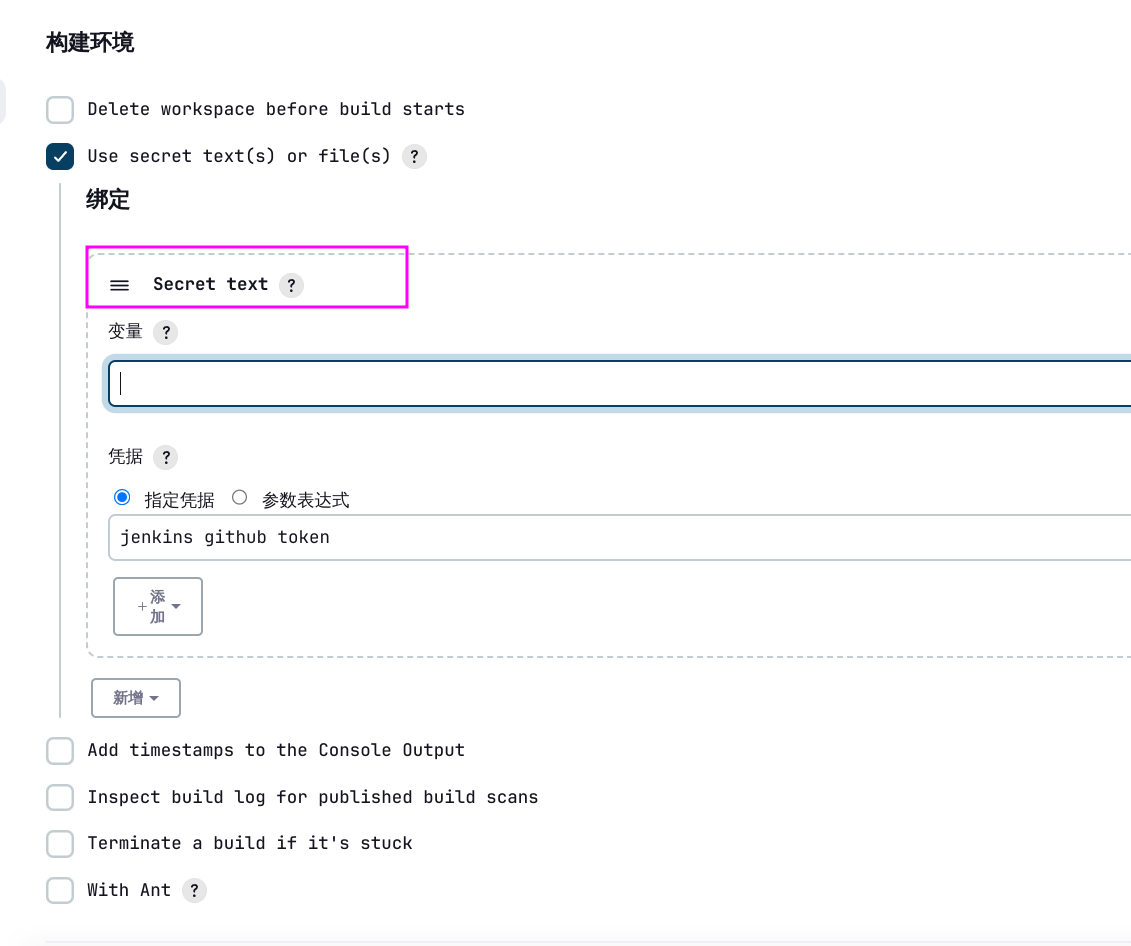 构建环境
Delete workspace before build starts
Use secret text(s) or file(s) ?
绑定
Secret text ?
变量 ?
凭据 ?
指定凭据 参数表达式
jenkins github token
+添
加
新增
Add timestamps to the Console Output
Inspect build log for published build scans
Terminate a build if it's stuck
With Ant ?